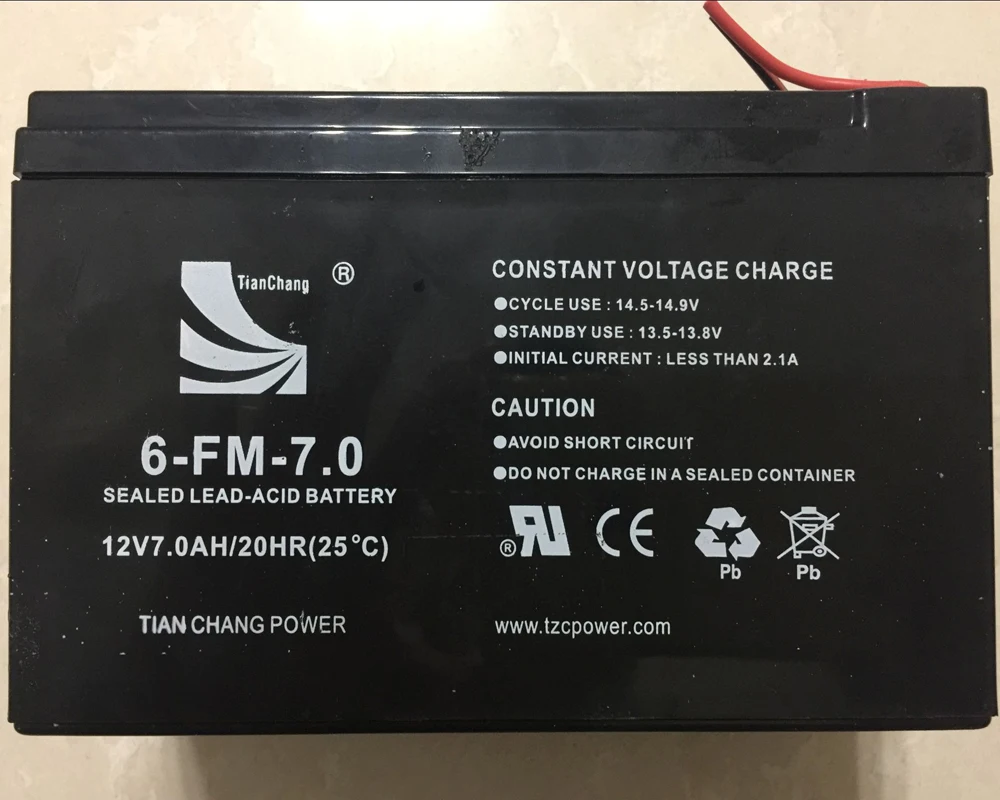 TianChang ®
6-FM-7.0
SEALED LEAD-ACID BATTERY
12V7.0AH/20HR(25°C)
TIAN CHANG POWER
CONSTANT VOLTAGE CHARGE
●CYCLE USE : 14.5-14.9V
●STANDBY USE : 13.5-13.8V
●INITIAL CURRENT : LESS THAN 2.1A
CAUTION
●AVOID SHORT CIRCUIT
●DO NOT CHARGE IN A SEALED CONTAINER
® RU CE
Pb Pb
www.tzcpower.com